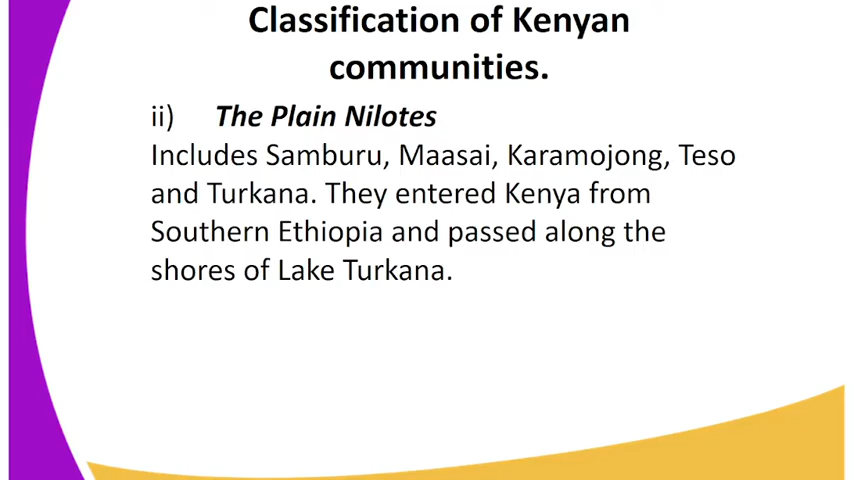 Classification of Kenyan
communities.
ii) The Plain Nilotes
Includes Samburu, Maasai, Karamojong, Teso
and Turkana. They entered Kenya from
Southern Ethiopia and passed along the
shores of Lake Turkana.